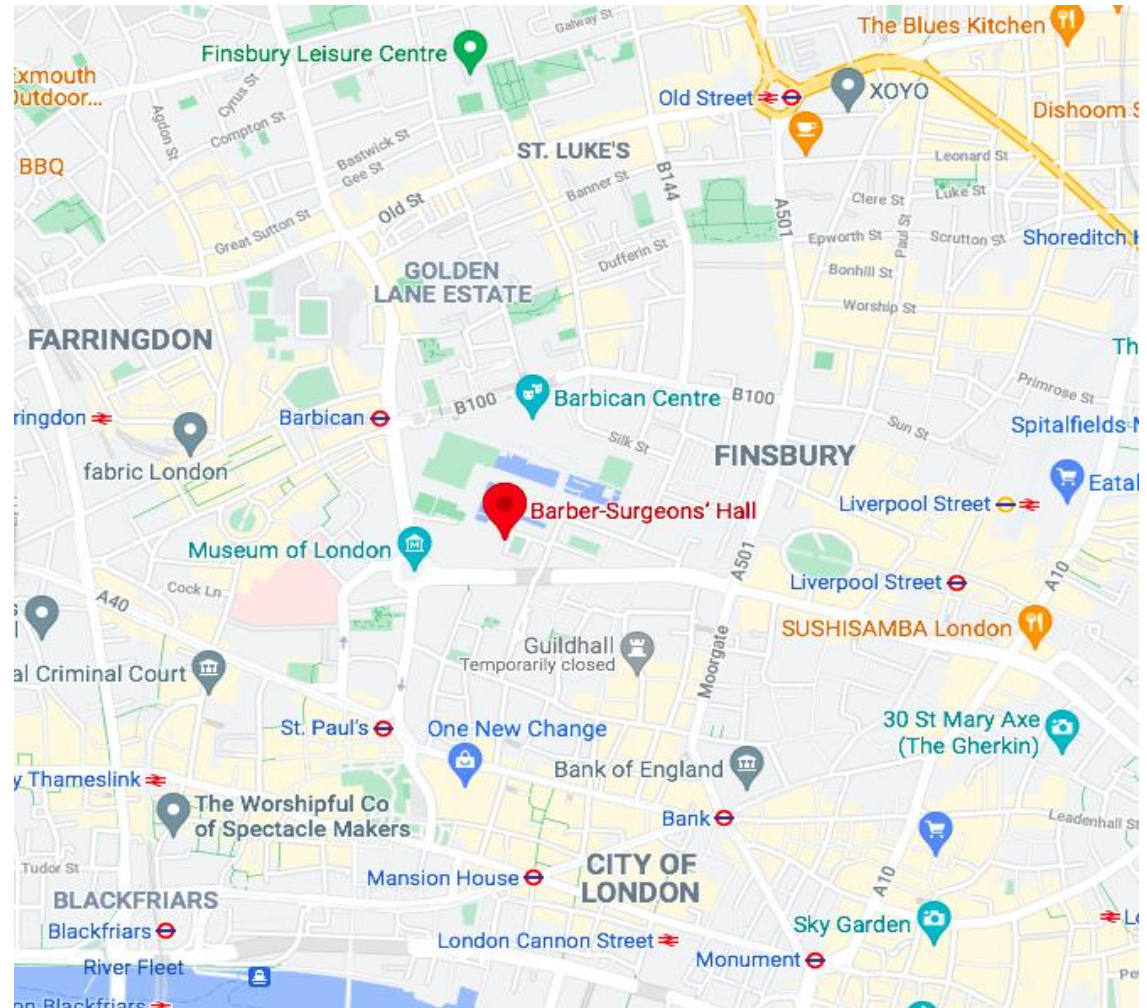 Galway St
The Blues Kitchen
Finsbury Leisure Centre
Exmouth
Outdoor...
Cyrus St
Old Street
XOYO
Dishoom S
Agdon St
Compton St
Bastwick St
Gee St
ST. LUKE'S
B144
BBQ
Leonard St
Banner St
Luke St
Clere St
Paul St
Old St
A501
Great Sutton St
Epworth St
Scrutton St
Shoreditch H
Dufferin St
GOLDEN
LANE ESTATE
Bonhill St
Worship St
FARRINGDON
Th
Primrose St
Barbican Centre
B100
B100
ringdon
Barbican
Sun St
Spitalfields
Silk St
FINSBURY
fabric London
Eatal
Liverpool Street
Barber-Surgeons' Hall
Museum of London
A501
A10
Liverpool Street
Cock Ln
A40
SUSHISAMBA London
Guildhall
Temporarily closed
Moorgate
al Criminal Court
30 St Mary Axe
(The Gherkin)
St. Paul's
One New Change
Bank of England
y Thameslink
The Worshipful Co
of Spectacle Makers
Bank
Leadenhall St
Tudor St
Mansion House
CITY OF
LONDON
A10
BLACKFRIARS
Sky Garden
Blackfriars
London Cannon Street
Monument
River Fleet
on Blackfriars